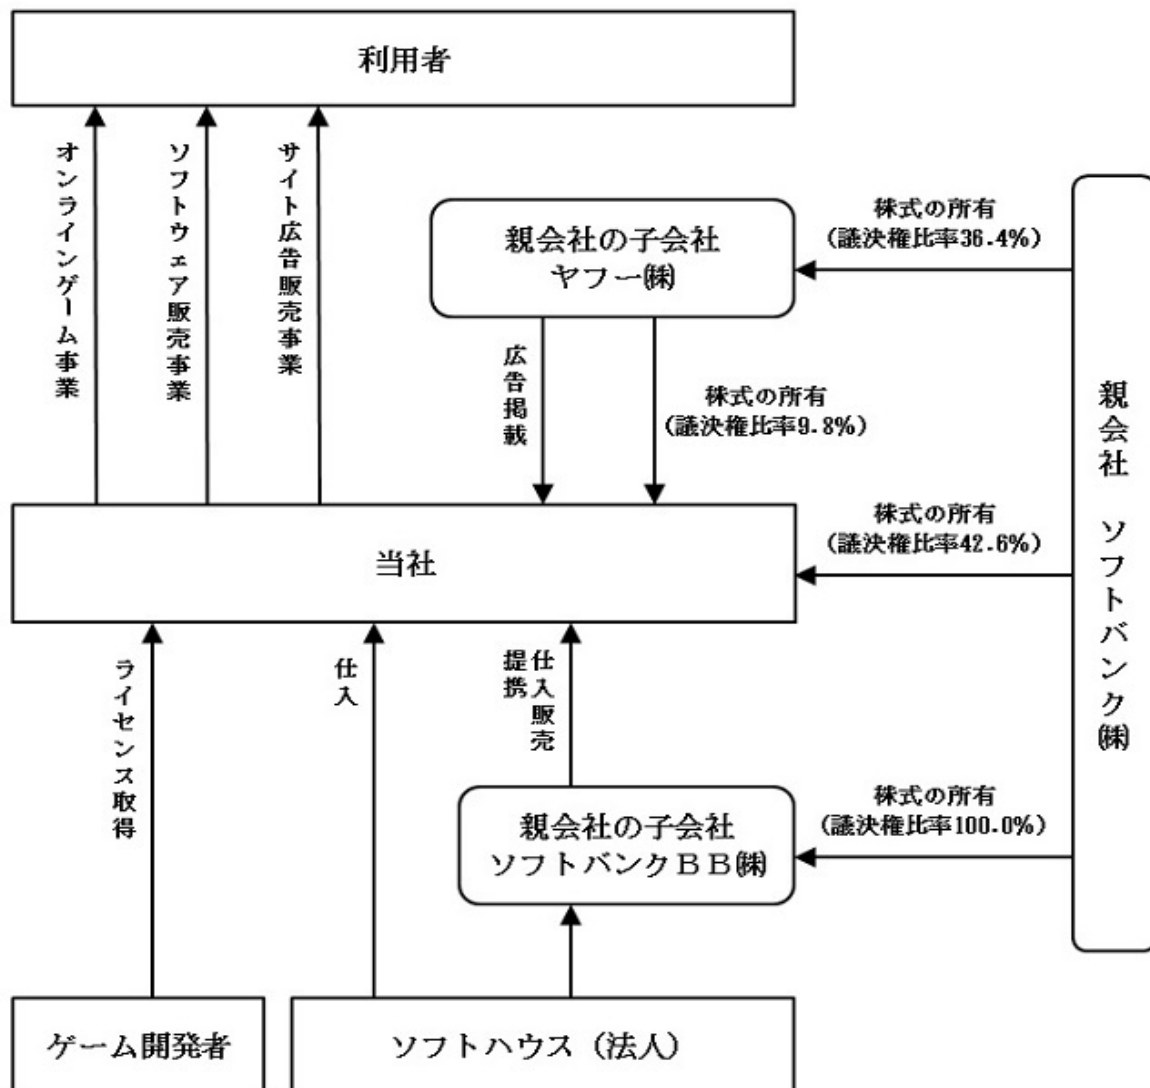 利用者
オンラインゲーム事業
ソフトウェア販売事業
サイト広告販売事業
親会社の子会社
ヤフー㈱
株式の所有
(議決権比率36.4%)
広告掲載
株式の所有
(議決権比率9.8%)
親会社 ソフトバンク㈱
当社
株式の所有
(議決権比率42.6%)
ライセンス取得
仕入
仕入販売
提携
親会社の子会社
ソフトバンクＢＢ㈱
株式の所有
(議決権比率100.0%)
ゲーム開発者
ソフトハウス（法人）